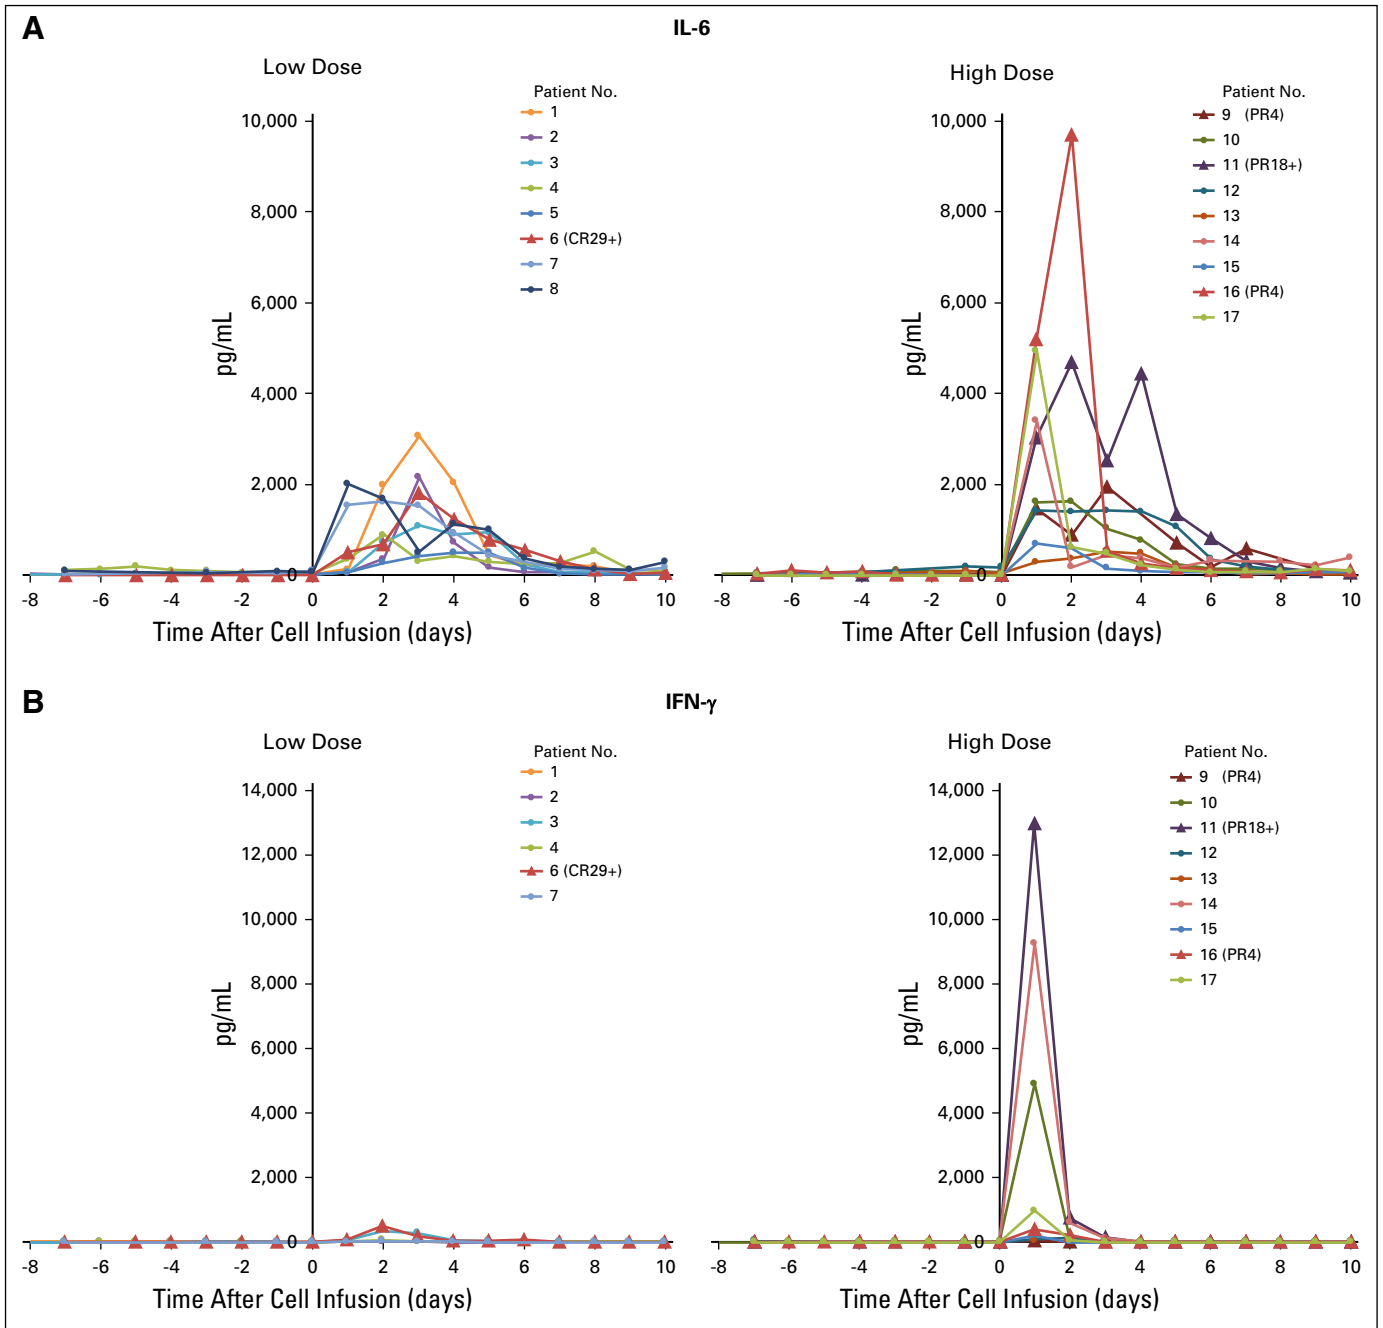 A
IL-6
Low Dose
Patient No.
1
2
3
4
5
6 (CR29+)
7
8
10,000
8,000
6,000
4,000
2,000
0
pg/mL
-8 -6 -4 -2 0 2 4 6 8 10
Time After Cell Infusion (days)
High Dose
Patient No.
9 (PR4)
10
11 (PR18+)
12
13
14
15
16 (PR4)
17
10,000
8,000
6,000
4,000
2,000
0
pg/mL
-8 -6 -4 -2 0 2 4 6 8 10
Time After Cell Infusion (days)
B
IFN-γ
Low Dose
Patient No.
1
2
3
4
6 (CR29+)
7
14,000
12,000
10,000
8,000
6,000
4,000
2,000
0
pg/mL
-8 -6 -4 -2 0 2 4 6 8 10
Time After Cell Infusion (days)
High Dose
Patient No.
9 (PR4)
10
11 (PR18+)
12
13
14
15
16 (PR4)
17
14,000
12,000
10,000
8,000
6,000
4,000
2,000
0
pg/mL
-8 -6 -4 -2 0 2 4 6 8 10
Time After Cell Infusion (days)